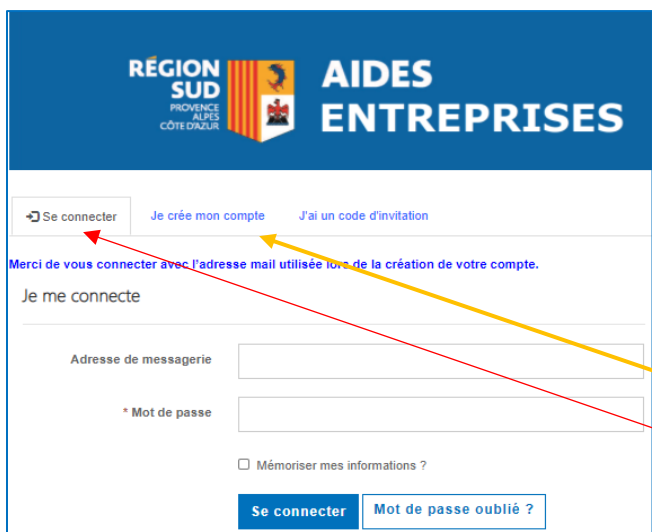 RÉGION
SUD
PROVENCE
ALPES
CÔTE D'AZUR
AIDES
ENTREPRISES
Se connecter Je crée mon compte J'ai un code d'invitation
Merci de vous connecter avec l'adresse mail utilisée lors de la création de votre compte.
Je me connecte
Adresse de messagerie
* Mot de passe
Mémoriser mes informations ?
Se connecter Mot de passe oublié ?